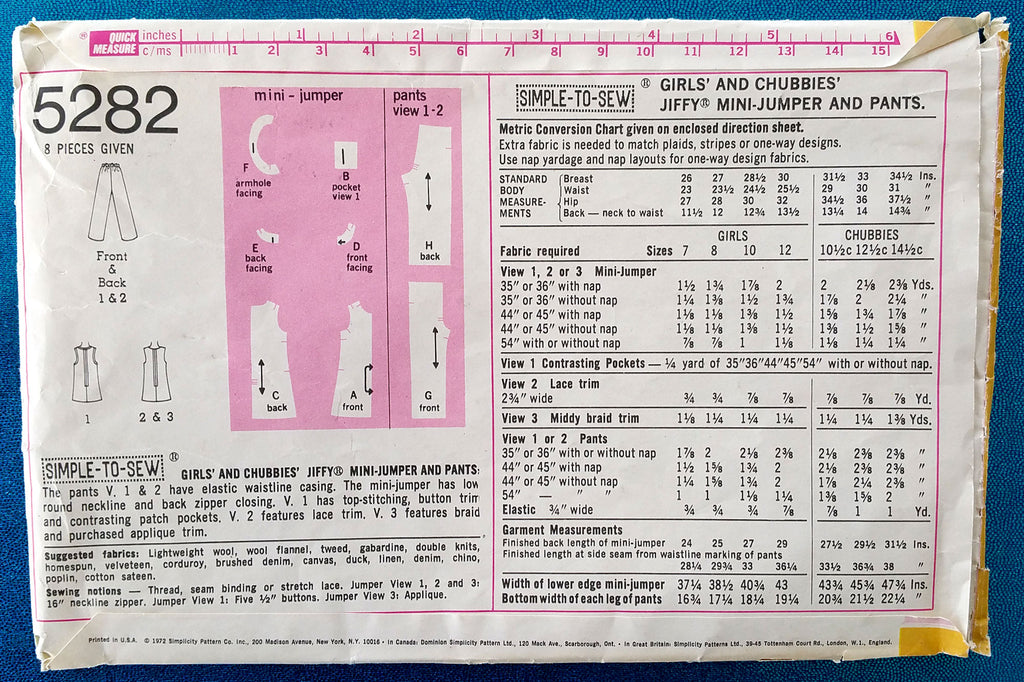 ® QUICK MEASURE inches 1 2 3 4 5 6
c/ms 1 2 3 4 5 6 7 8 9 10 11 12 13 14 15
5282
8 PIECES GIVEN
Front
&
Back
1 & 2
1
2 & 3
mini-jumper
F
armhole
facing
B
pocket
view 1
E
back
facing
D
front
facing
C
back
A
front
pants
view 1-2
H
back
G
front
SIMPLE-TO-SEW ® GIRLS' AND CHUBBIES' JIFFY® MINI-JUMPER AND PANTS:
The pants V. 1 & 2 have elastic waistline casing. The mini-jumper has low
round neckline and back zipper closing. V. 1 has top-stitching, button trim
and contrasting patch pockets. V. 2 features lace trim. V. 3 features braid
and purchased applique trim.
Suggested fabrics: Lightweight wool, wool flannel, tweed, gabardine, double knits,
homespun, velveteen, corduroy, brushed denim, canvas, duck, linen, denim, chino,
poplin, cotton sateen.
Sewing notions — Thread, seam binding or stretch lace. Jumper View 1, 2 and 3:
16" neckline zipper. Jumper View 1: Five ½" buttons. Jumper View 3: Applique.
SIMPLE-TO-SEW ® GIRLS' AND CHUBBIES'
JIFFY® MINI-JUMPER AND PANTS.
Metric Conversion Chart given on enclosed direction sheet.
Extra fabric is needed to match plaids, stripes or one-way designs.
Use nap yardage and nap layouts for one-way design fabrics.
STANDARD Breast 26 27 28½ 30 31½ 33 34½ Ins.
BODY Waist 23 23½ 24½ 25½ 29 30 31 "
MEASURE- Hip 27 28 30 32 34½ 36 37½ "
MENTS Back — neck to waist 11½ 12 12¾ 13½ 13¼ 14 14¾ "
GIRLS CHUBBIES
Fabric required Sizes 7 8 10 12 10½c 12½c 14½c
View 1, 2 or 3 Mini-Jumper
35" or 36" with nap 1½ 1¾ 1⅞ 2 2 2⅛ 2⅜ Yds.
35" or 36" without nap 1¼ 1⅜ 1½ 1¾ 1⅞ 2 2¼ "
44" or 45" with nap 1⅛ 1⅛ 1⅜ 1½ 1⅝ 1¾ 1⅞ "
44" or 45" without nap 1⅛ 1⅛ 1⅜ 1½ 1⅜ 1½ 1⅝ "
54" with or without nap ⅞ ⅞ 1 1⅛ 1⅛ 1¼ 1¼ "
View 1 Contrasting Pockets — ¼ yard of 35"36"44"45"54" with or without nap.
View 2 Lace trim
2¾" wide ¾ ¾ ⅞ ⅞ ⅞ ⅞ ⅞ Yd.
View 3 Middy braid trim 1⅛ 1¼ 1¼ 1¼ 1¼ 1¼ 1⅜ Yds.
View 1 or 2 Pants
35" or 36" with or without nap 1⅞ 2 2⅛ 2⅜ 2⅛ 2⅜ 2⅜ "
44" or 45" with nap 1½ 1⅝ 1¾ 2 2⅛ 2⅜ 2⅜ "
44" or 45" without nap 1¼ 1⅝ 1¾ 2 1⅞ 2¼ 2⅜ "
54" — " " 1 1 1⅛ 1¼ 1⅜ 1⅝ 2 "
Elastic ¾" wide ¾ ¾ ¾ ⅞ ⅞ 1 1 Yd.
Garment Measurements
Finished back length of mini-jumper 24 25 27 29 27½ 29½ 31½ Ins.
Finished length at side seam from waistline marking of pants
28¼ 29¾ 33 36¼ 33½ 36¾ 38 "
Width of lower edge mini-jumper 37¼ 38½ 40¾ 43 43¾ 45¾ 47¾ Ins.
Bottom width of each leg of pants 16¾ 17¼ 18¼ 19¼ 20¾ 21½ 22¼ "
Printed in U.S.A. © 1972 Simplicity Pattern Co. Inc., 200 Madison Avenue, New York, N.Y. 10016 • In Canada: Dominion Simplicity Pattern Ltd., 120 Mack Ave., Scarborough, Ont. • In Great Britain: Simplicity Patterns Ltd., 39-45 Tottenham Court Rd., London, W.1., England.